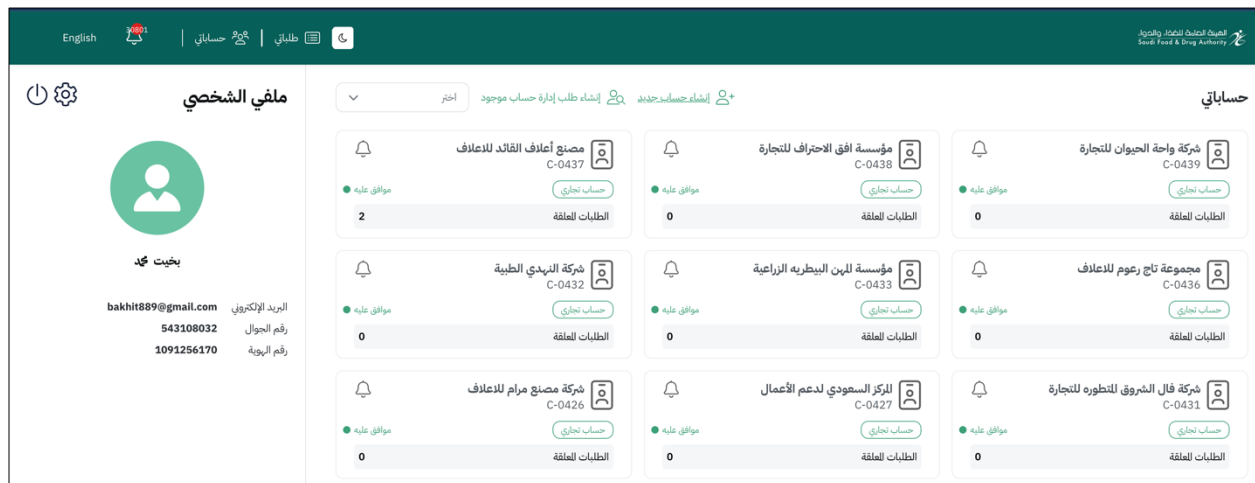 الهيئة العامة للغذاء والدواء
Saudi Food & Drug Authority
طلباتي
حساباتي
30801
English
حساباتي
إنشاء حساب جديد
إنشاء طلب إدارة حساب موجود
اختر
شركة واحة الحيوان للتجارة
C-0439
حساب تجاري
موافق عليه
الطلبات المعلقة 0
مؤسسة افق الاحتراف للتجارة
C-0438
حساب تجاري
موافق عليه
الطلبات المعلقة 0
مصنع أعلاف القائد للاعلاف
C-0437
حساب تجاري
موافق عليه
الطلبات المعلقة 2
مجموعة تاج رعوم للاعلاف
C-0436
حساب تجاري
موافق عليه
الطلبات المعلقة 0
مؤسسة المهن البيطريه الزراعية
C-0433
حساب تجاري
موافق عليه
الطلبات المعلقة 0
شركة النهدي الطبية
C-0432
حساب تجاري
موافق عليه
الطلبات المعلقة 0
شركة فال الشروق المتطوره للتجارة
C-0431
حساب تجاري
موافق عليه
الطلبات المعلقة 0
المركز السعودي لدعم الأعمال
C-0427
حساب تجاري
موافق عليه
الطلبات المعلقة 0
شركة مصنع مرام للاعلاف
C-0426
حساب تجاري
موافق عليه
الطلبات المعلقة 0
ملفي الشخصي
بخيت محمد
البريد الإلكتروني bakhit889@gmail.com
رقم الجوال 543108032
رقم الهوية 1091256170